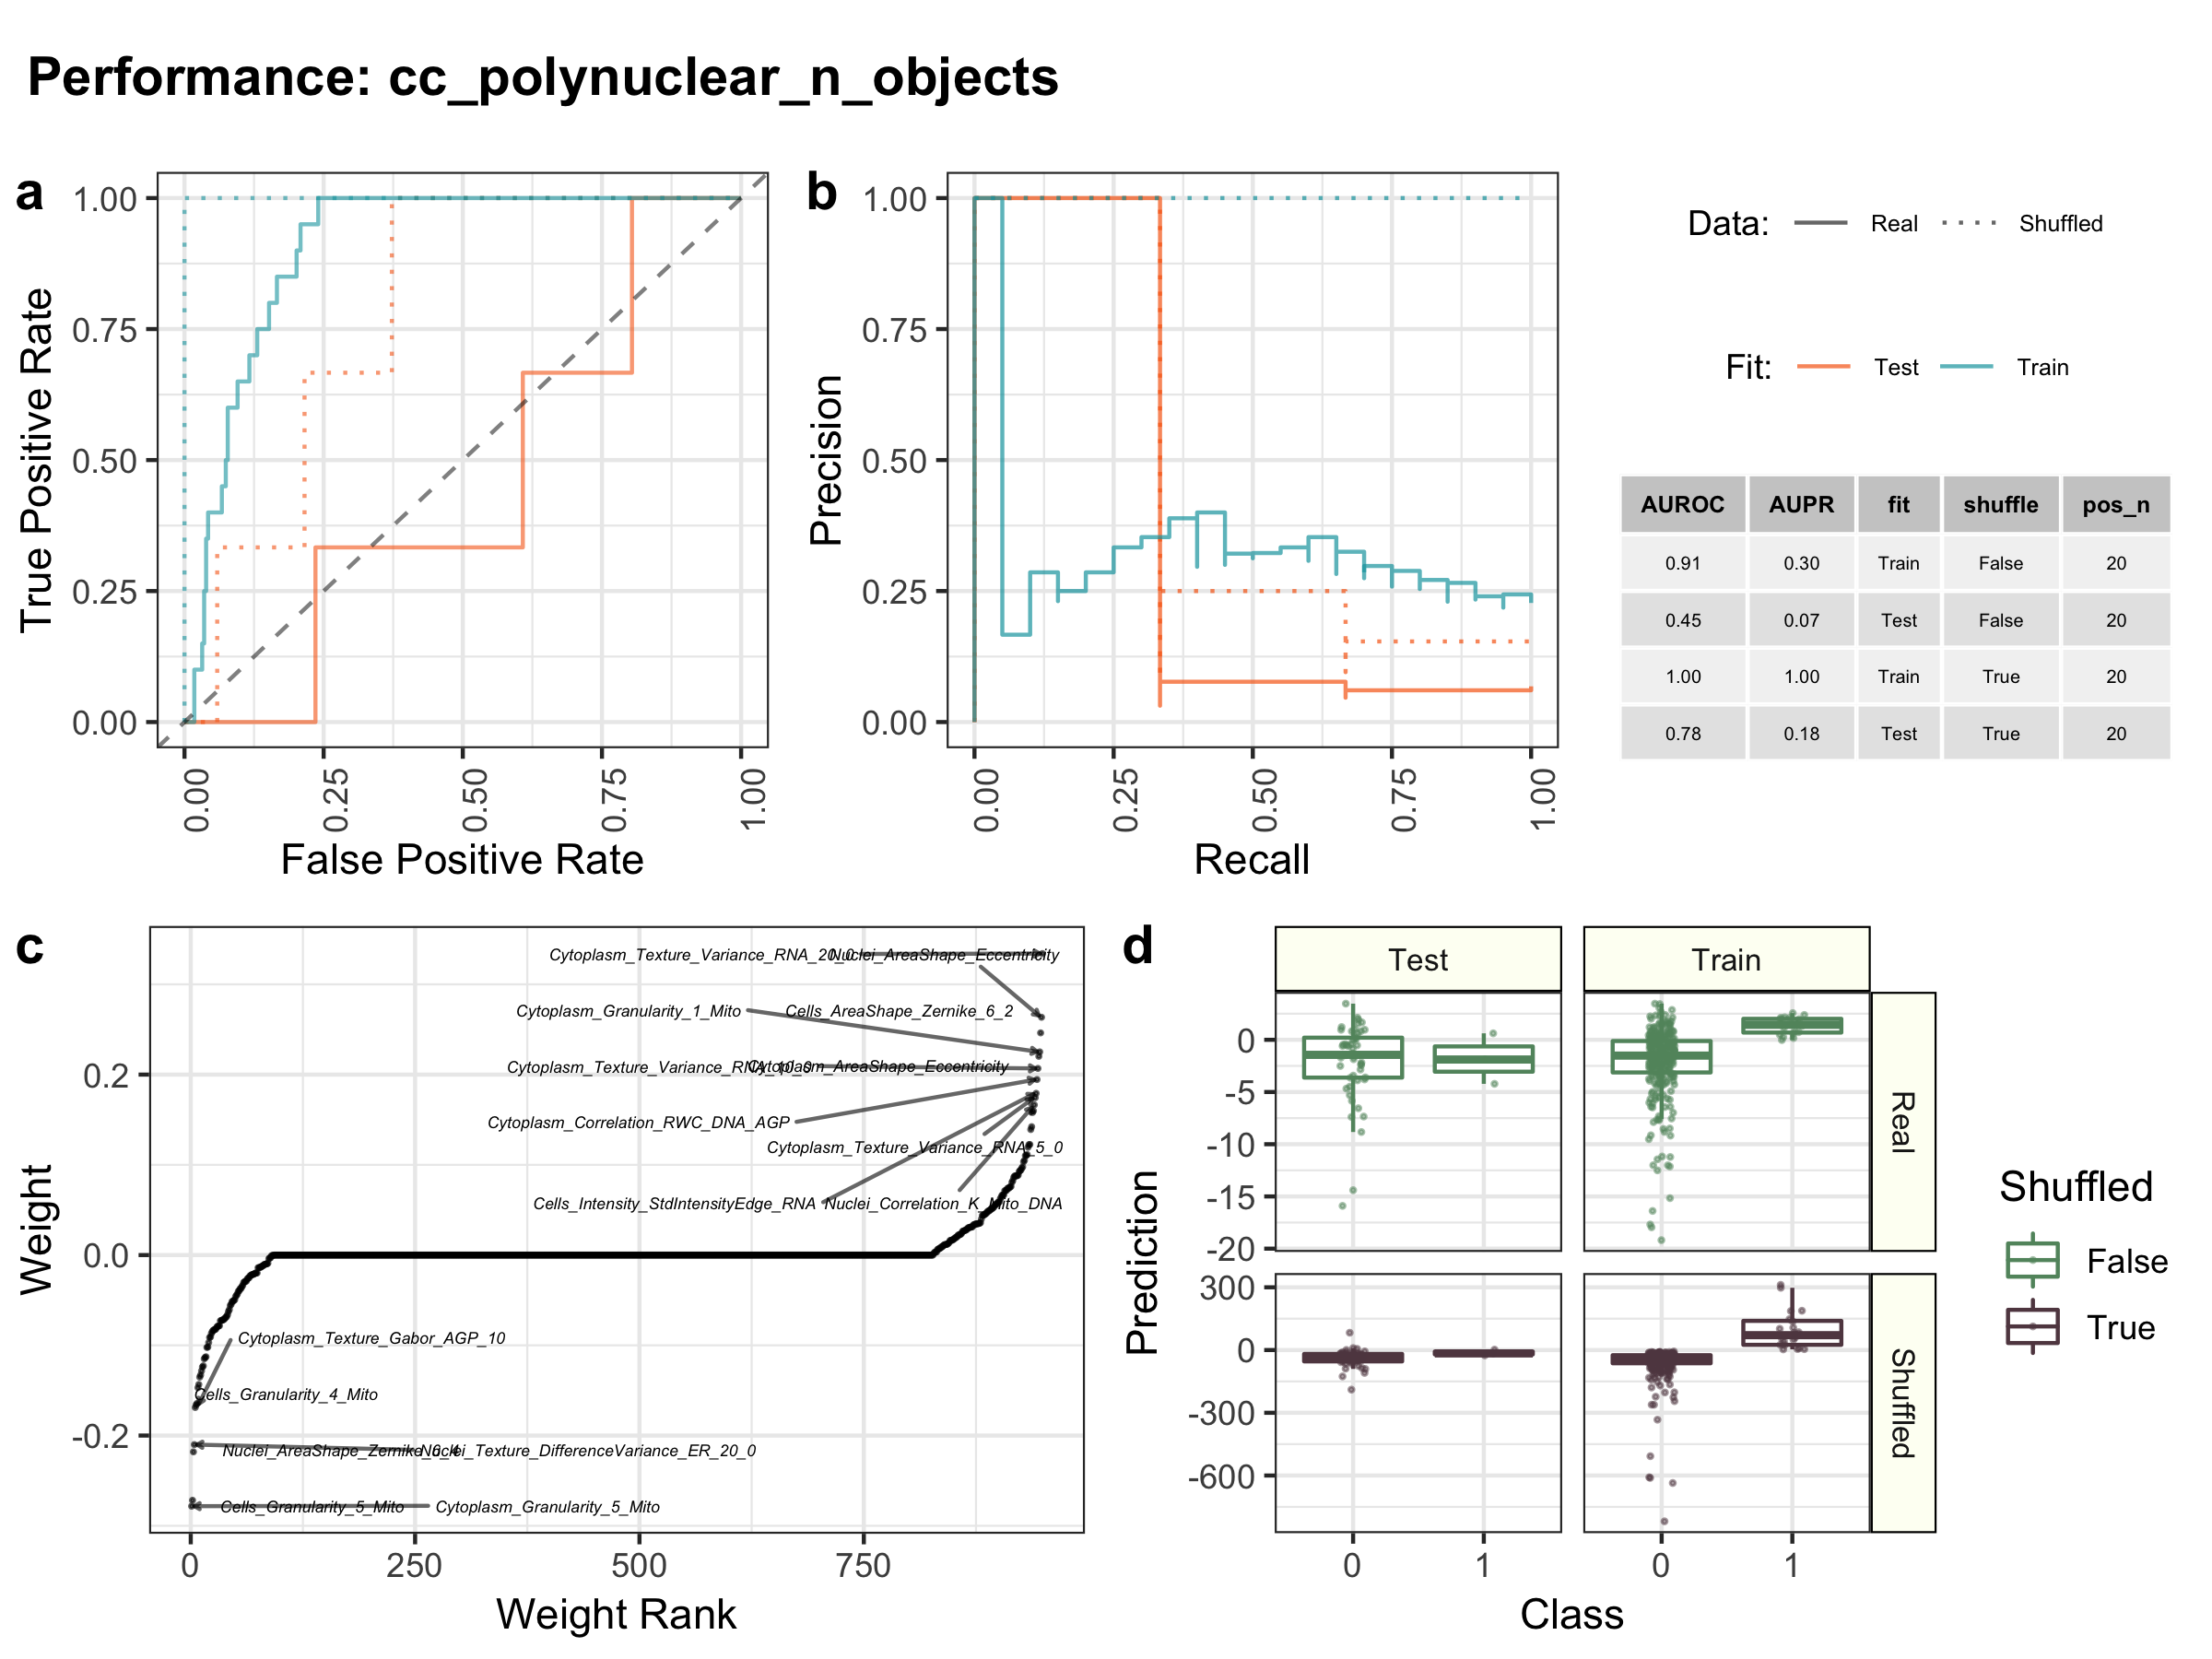 Performance: cc_polynuclear_n_objects
a
1.00
0.75
0.50
0.25
0.00
True Positive Rate
0.00
0.25
0.50
0.75
1.00
False Positive Rate
b
1.00
0.75
0.50
0.25
0.00
Precision
0.00
0.25
0.50
0.75
1.00
Recall
Data: Real Shuffled
Fit: Test Train
AUROC AUPR fit shuffle pos_n
0.91 0.30 Train False 20
0.45 0.07 Test False 20
1.00 1.00 Train True 20
0.78 0.18 Test True 20
c
Weight
0.2
0.0
-0.2
Cytoplasm_Texture_Variance_RNA_20_0
Nuclei_AreaShape_Eccentricity
Cytoplasm_Granularity_1_Mito
Cells_AreaShape_Zernike_6_2
Cytoplasm_Texture_Variance_RNA_10_0
Cytoplasm_AreaShape_Eccentricity
Cytoplasm_Correlation_RWC_DNA_AGP
Cytoplasm_Texture_Variance_RNA_5_0
Cells_Intensity_StdIntensityEdge_RNA
Nuclei_Correlation_K_Mito_DNA
Cytoplasm_Texture_Gabor_AGP_10
Cells_Granularity_4_Mito
Nuclei_AreaShape_Zernike_6_4
Nuclei_Texture_DifferenceVariance_ER_20_0
Cells_Granularity_5_Mito
Cytoplasm_Granularity_5_Mito
0
250
500
750
Weight Rank
d
Test
Train
Prediction
0
-5
-10
-15
-20
Real
300
0
-300
-600
Shuffled
0
1
0
1
Class
Shuffled
False
True